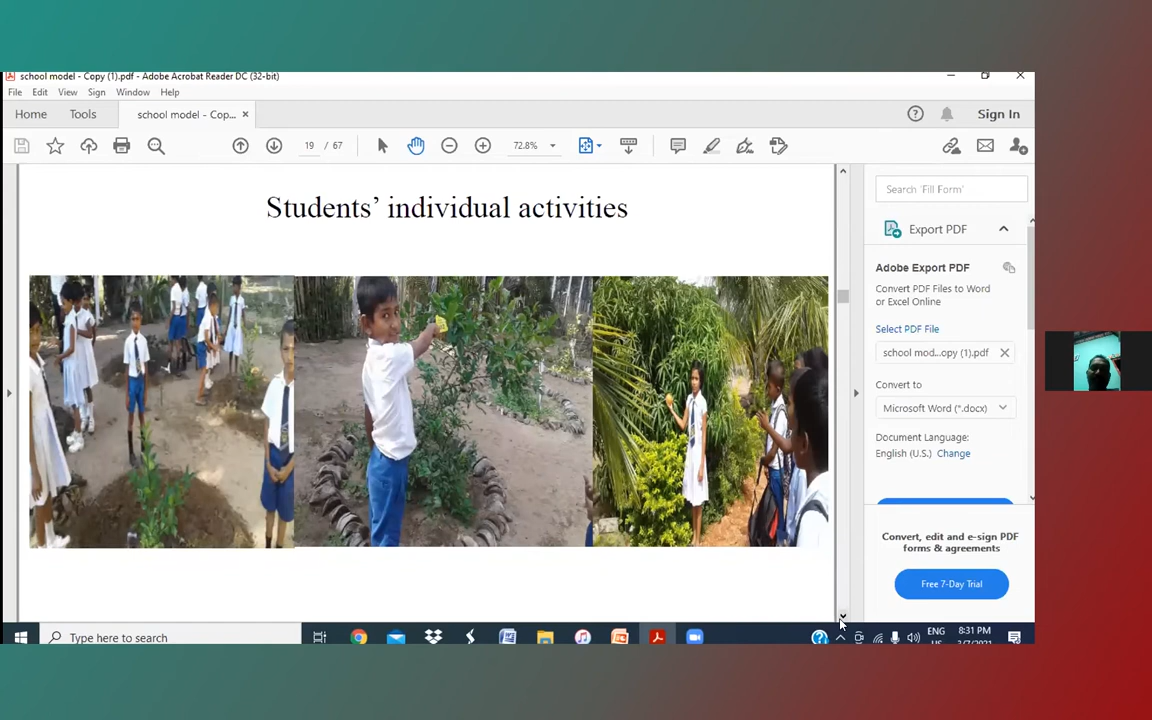 school model - Copy (1).pdf - Adobe Acrobat Reader DC (32-bit)
File Edit View Sign Window Help
Home Tools school model - Cop... × Sign In
19 / 67 72.8%
Students’ individual activities
Search 'Fill Form'
Export PDF
Adobe Export PDF
Convert PDF Files to Word
or Excel Online
Select PDF File
school mod...opy (1).pdf
Convert to
Microsoft Word (*.docx)
Document Language:
English (U.S.) Change
Convert, edit and e-sign PDF
forms & agreements
Free 7-Day Trial
Type here to search
ENG 8:31 PM